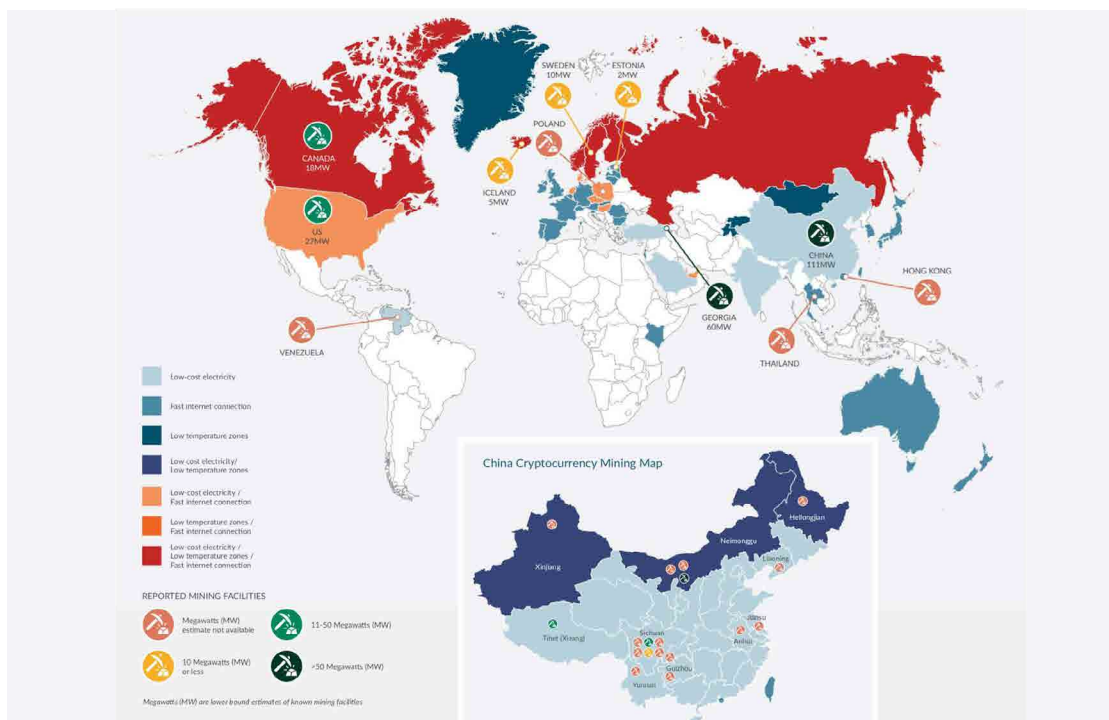 SWEDEN
10MW
ESTONIA
2MW
POLAND
CANADA
18MW
ICELAND
5MW
US
27MW
CHINA
111MW
HONG KONG
GEORGIA
60MW
VENEZUELA
THAILAND
Low-cost electricity
Fast internet connection
Low temperature zones
Low-cost electricity/
Low temperature zones
Low-cost electricity /
Fast internet connection
Low temperature zones /
Fast internet connection
Low-cost electricity /
Low temperature zones /
Fast internet connection
REPORTED MINING FACILITIES
Megawatts (MW)
estimate not available
11-50 Megawatts (MW)
10 Megawatts (MW)
or less
Megawatts (MW)
Megawatts (MW) are lower bound estimates of known mining facilities
China Cryptocurrency Mining Map
Heilongjian
Neimonggu
Xinjiang
Liaoning
Jiansu
Anhui
Tibet (Xizang)
Sichuan
Guizhou
Yunnan